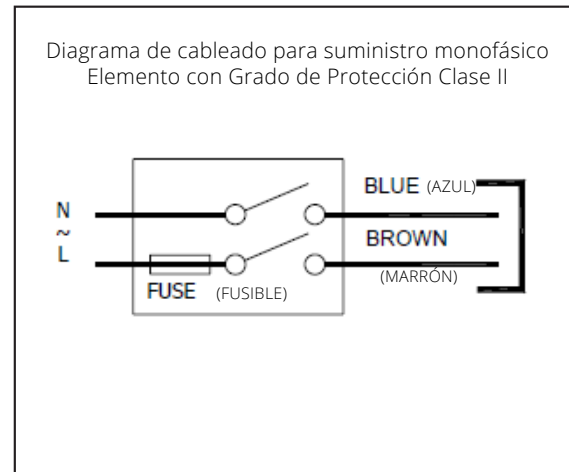 Diagrama de cableado para suministro monofásico
Elemento con Grado de Protección Clase II
BLUE (AZUL)
N
~
L
BROWN
(MARRÓN)
FUSE (FUSIBLE)